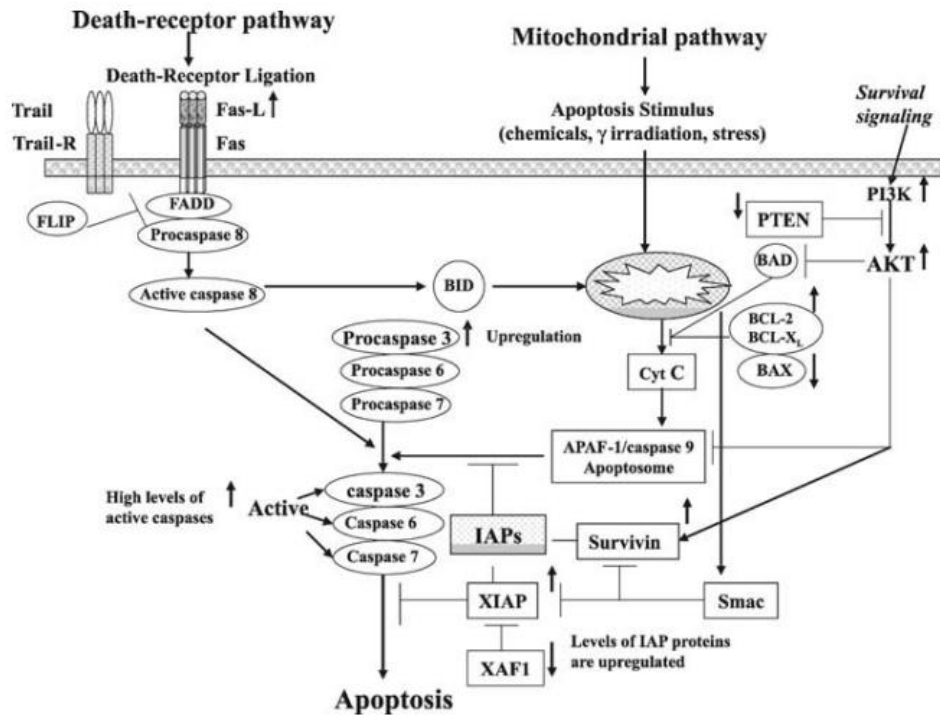 Death-receptor pathway
Mitochondrial pathway
Death-Receptor Ligation
Trail
Fas-L
Trail-R
Fas
Apoptosis Stimulus
(chemicals, γ irradiation, stress)
Survival
signaling
FADD
FLIP
Procaspase 8
PI3K
PTEN
BAD
AKT
Active caspase 8
BID
BCL-2
BCL-XL
BAX
Procaspase 3
Upregulation
Procaspase 6
Procaspase 7
Cyt C
APAF-1/caspase 9
Apoptosome
High levels of
active caspases
Active
caspase 3
Caspase 6
Caspase 7
IAPs
Survivin
XIAP
Smac
XAF1
Levels of IAP proteins
are upregulated
Apoptosis